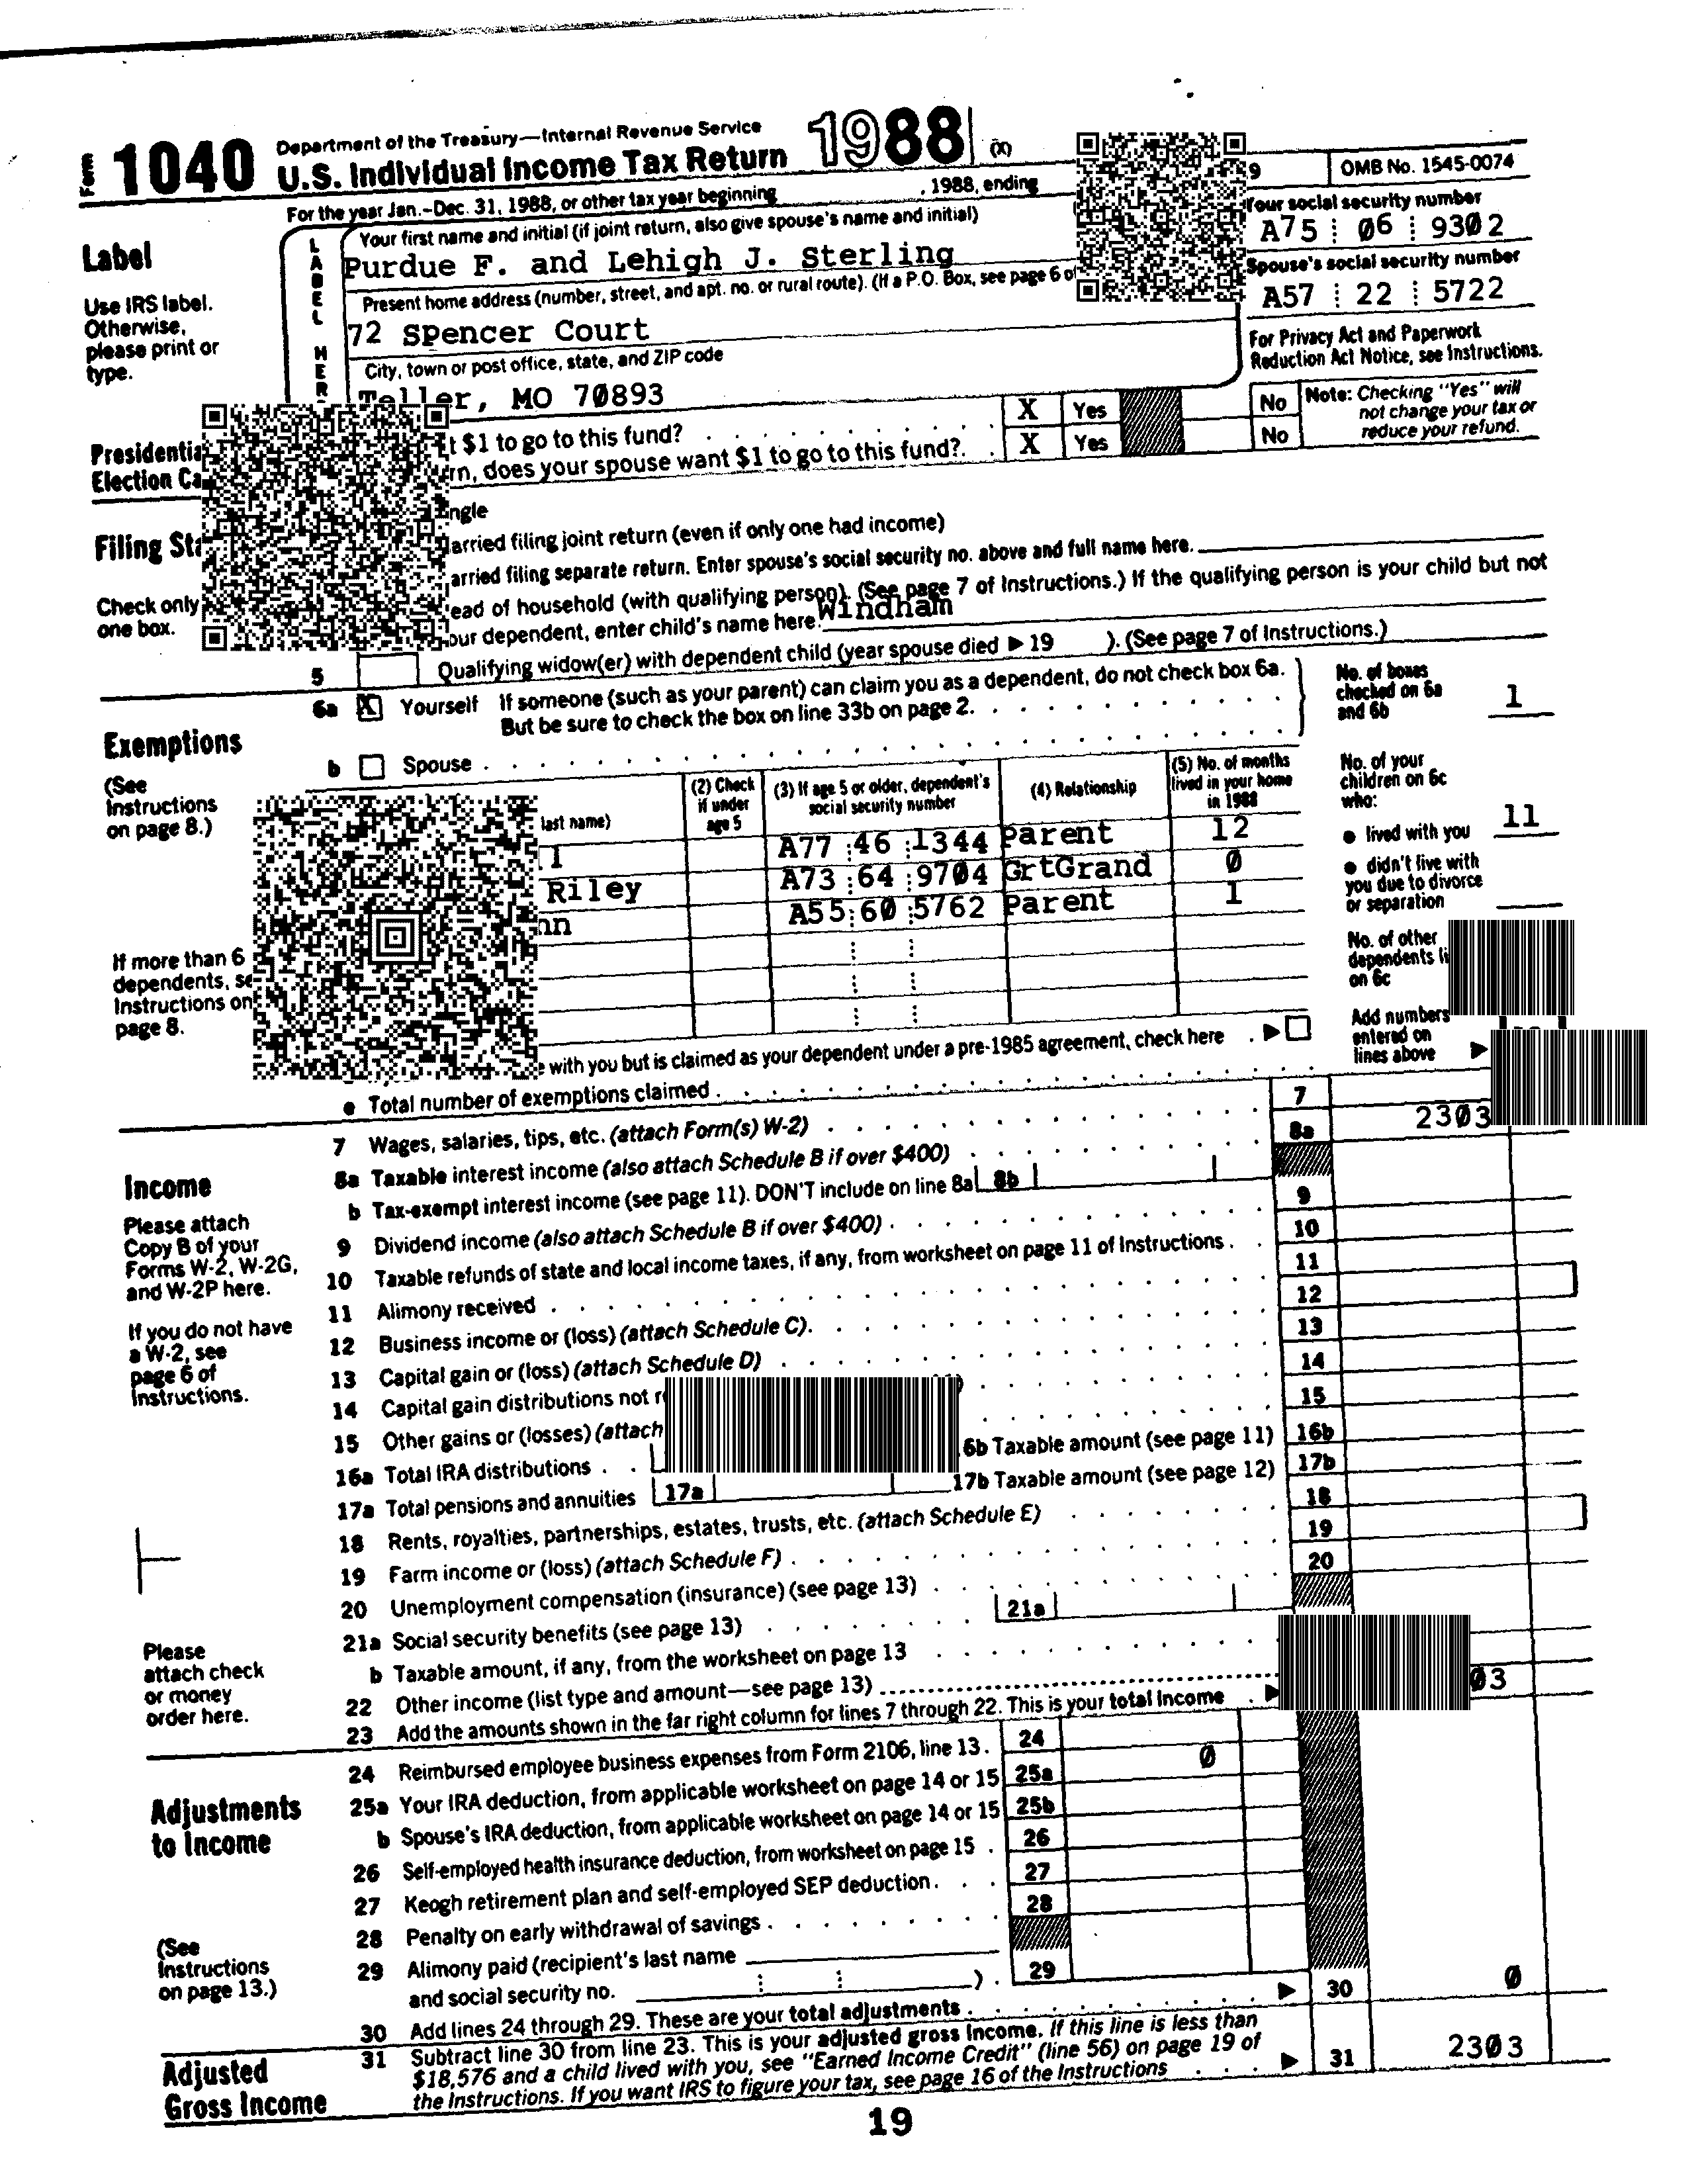 Form 1040 Department of the Treasury—Internal Revenue Service
U.S. Individual Income Tax Return 1988 (X)
For the year Jan.-Dec. 31, 1988, or other tax year beginning , 1988, ending 9 OMB No. 1545-0074
Label
Use IRS label. Otherwise, please print or type.
LABEL HER
Your first name and initial (if joint return, also give spouse's name and initial)
Purdue F. and Lehigh J. Sterling
Your social security number
A75 06 9302
Present home address (number, street, and apt. no. or rural route). (If a P.O. Box, see page 6 of
72 Spencer Court
Spouse's social security number
A57 22 5722
City, town or post office, state, and ZIP code
Teller, MO 70893
For Privacy Act and Paperwork Reduction Act Notice, see Instructions.
Presidential
Election Ca
t $1 to go to this fund? X Yes No
rn, does your spouse want $1 to go to this fund? X Yes No
Note: Checking "Yes" will not change your tax or reduce your refund.
Filing Sta
Check only one box.
ngle
arried filing joint return (even if only one had income)
arried filing separate return. Enter spouse's social security no. above and full name here.
ead of household (with qualifying person). (See page 7 of Instructions.) If the qualifying person is your child but not
our dependent, enter child's name here. Windham
5 Qualifying widow(er) with dependent child (year spouse died ▶ 19 ). (See page 7 of Instructions.)
Exemptions
(See Instructions on page 8.)
6a X Yourself If someone (such as your parent) can claim you as a dependent, do not check box 6a.
But be sure to check the box on line 33b on page 2.
b Spouse
No. of boxes checked on 6a and 6b 1
last name) (2) Check if under age 5 (3) If age 5 or older, dependent's social security number (4) Relationship (5) No. of months lived in your home in 1988
l A77 46 1344 Parent 12
Riley A73 64 9704 GrtGrand 0
nn A55 60 5762 Parent 1
No. of your children on 6c who:
● lived with you 11
● didn't live with you due to divorce or separation
No. of other dependents li on 6c
If more than 6 dependents, se Instructions on page 8.
with you but is claimed as your dependent under a pre-1985 agreement, check here ▶
e Total number of exemptions claimed
Add numbers entered on lines above ▶
Income
Please attach Copy B of your Forms W-2, W-2G, and W-2P here.
If you do not have a W-2, see page 6 of Instructions.
Please attach check or money order here.
7 Wages, salaries, tips, etc. (attach Form(s) W-2) 7
8a Taxable interest income (also attach Schedule B if over $400) 8a 2303
b Tax-exempt interest income (see page 11). DON'T include on line 8a 8b
9 Dividend income (also attach Schedule B if over $400) 9
10 Taxable refunds of state and local income taxes, if any, from worksheet on page 11 of Instructions 10
11 Alimony received 11
12 Business income or (loss) (attach Schedule C) 12
13 Capital gain or (loss) (attach Schedule D) 13
14 Capital gain distributions not r 14
15 Other gains or (losses) (attach 15
16a Total IRA distributions 6b Taxable amount (see page 11) 16b
17a Total pensions and annuities 17a 17b Taxable amount (see page 12) 17b
18 Rents, royalties, partnerships, estates, trusts, etc. (attach Schedule E) 18
19 Farm income or (loss) (attach Schedule F) 19
20 Unemployment compensation (insurance) (see page 13) 20
21a Social security benefits (see page 13) 21a
b Taxable amount, if any, from the worksheet on page 13
22 Other income (list type and amount—see page 13)
23 Add the amounts shown in the far right column for lines 7 through 22. This is your total income ▶ 03
Adjustments to Income
(See Instructions on page 13.)
24 Reimbursed employee business expenses from Form 2106, line 13. 24
25a Your IRA deduction, from applicable worksheet on page 14 or 15 25a 0
b Spouse's IRA deduction, from applicable worksheet on page 14 or 15 25b
26 Self-employed health insurance deduction, from worksheet on page 15 26
27 Keogh retirement plan and self-employed SEP deduction 27
28 Penalty on early withdrawal of savings 28
29 Alimony paid (recipient's last name
and social security no. ) 29
30 Add lines 24 through 29. These are your total adjustments ▶ 30 0
Adjusted Gross Income
31 Subtract line 30 from line 23. This is your adjusted gross income. If this line is less than
$18,576 and a child lived with you, see "Earned Income Credit" (line 56) on page 19 of
the Instructions. If you want IRS to figure your tax, see page 16 of the Instructions ▶ 31 2303
19